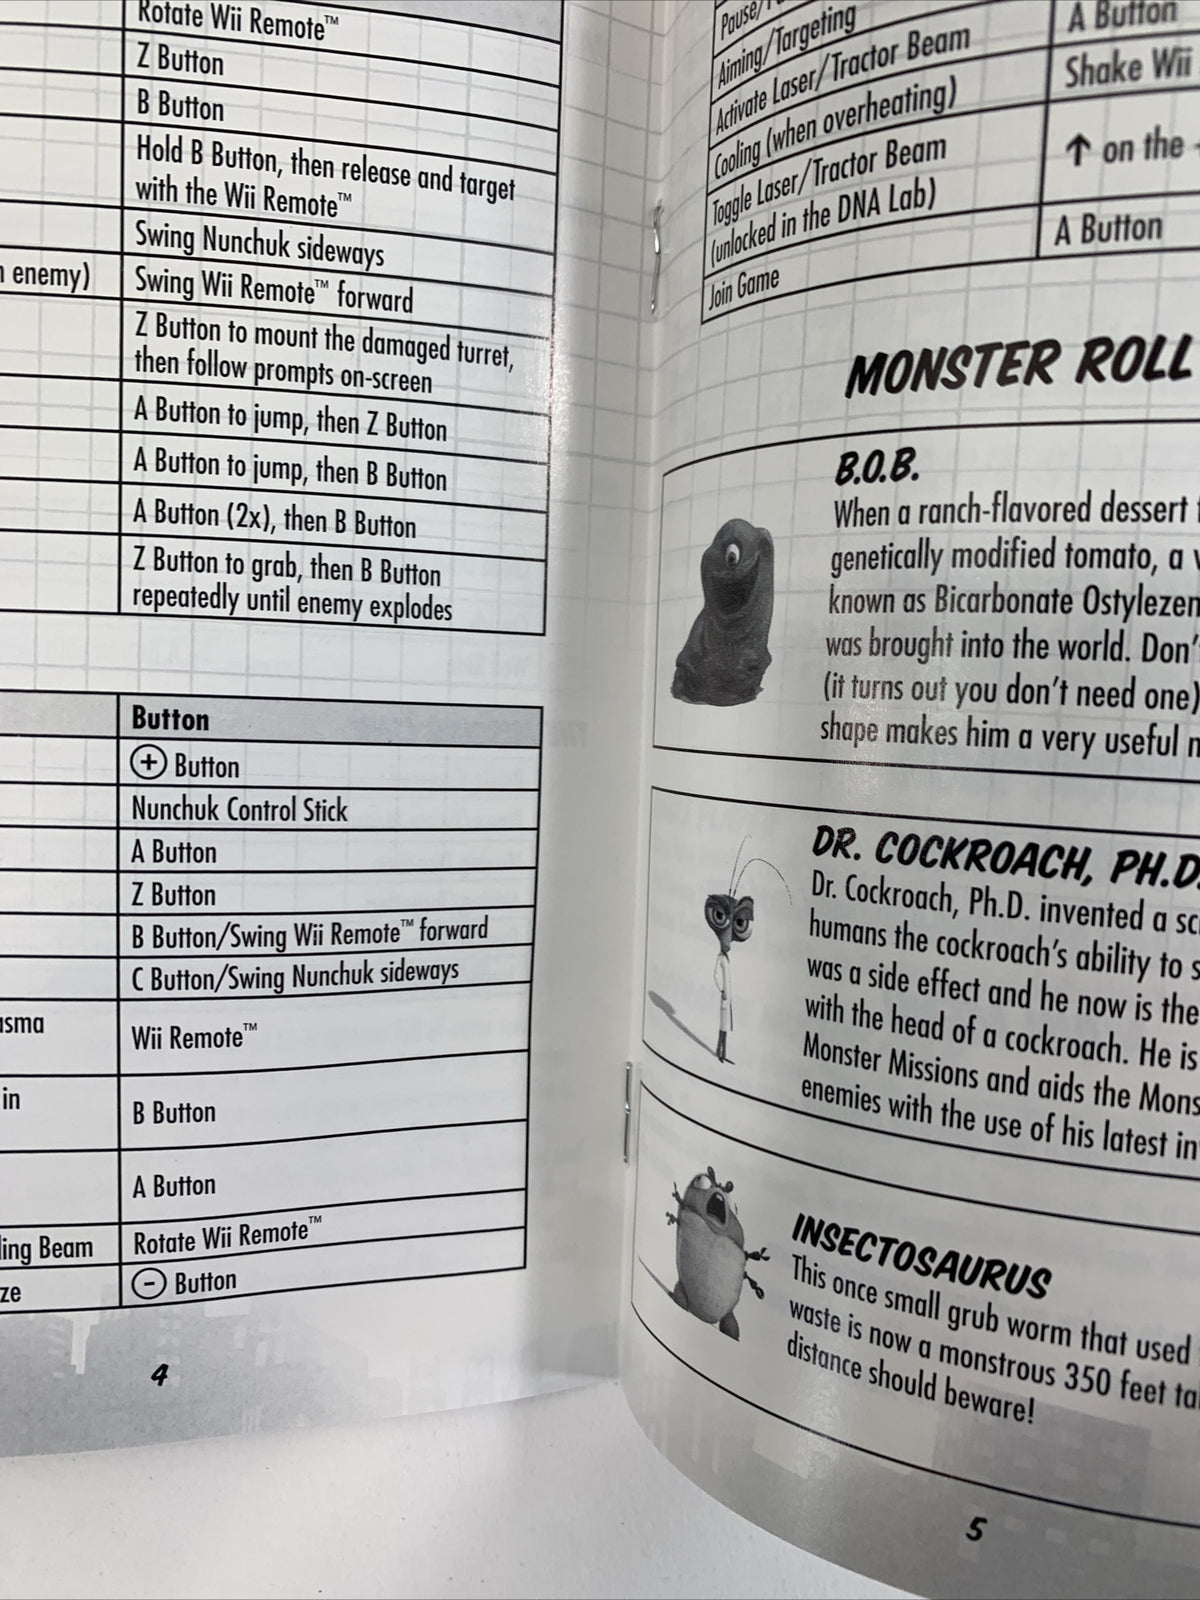 Rotate Wii Remote™
Z Button
B Button
Hold B Button, then release and target
with the Wii Remote™
Swing Nunchuk sideways
enemy) Swing Wii Remote™ forward
Z Button to mount the damaged turret,
then follow prompts on-screen
A Button to jump, then Z Button
A Button to jump, then B Button
A Button (2x), then B Button
Z Button to grab, then B Button
repeatedly until enemy explodes
Button
+ Button
Nunchuk Control Stick
A Button
Z Button
B Button/Swing Wii Remote™ forward
C Button/Swing Nunchuk sideways
Wii Remote™
in
B Button
A Button
Beam Rotate Wii Remote™
− Button
4
Aiming/Targeting
Activate Laser/Tractor Beam A Button
Cooling (when overheating) Shake Wii
Toggle Laser/Tractor Beam
(unlocked in the DNA Lab) ↑ on the
Join Game A Button
MONSTER ROLL
B.O.B.
When a ranch-flavored dessert
genetically modified tomato, a
known as Bicarbonate Ostylezen
was brought into the world. Don't
(it turns out you don't need one)
shape makes him a very useful
DR. COCKROACH, PH.D.
Dr. Cockroach, Ph.D. invented a
humans the cockroach's ability to
was a side effect and he now is the
with the head of a cockroach. He is
Monster Missions and aids the
enemies with the use of his latest
INSECTOSAURUS
This once small grub worm that used
waste is now a monstrous 350 feet
distance should beware!
5